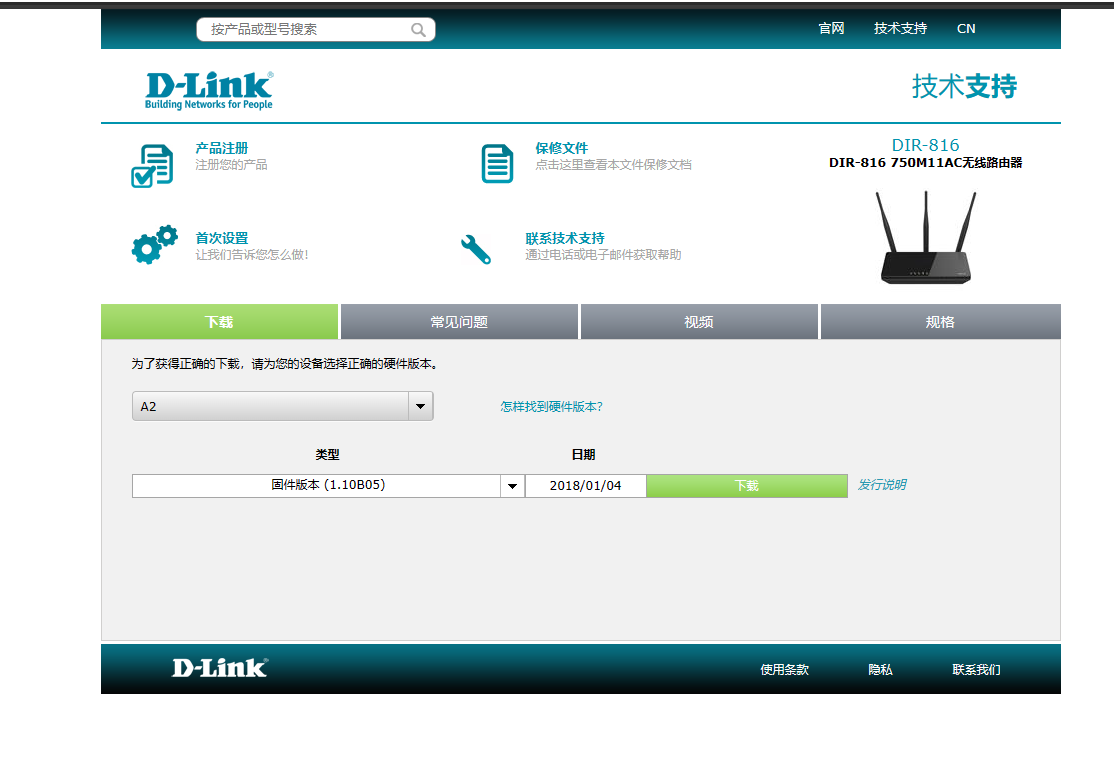 按产品或型号搜索
官网 技术支持 CN
D-Link
Building Networks for People
技术支持
产品注册
注册您的产品
保修文件
点击这里查看本文件保修文档
DIR-816
DIR-816 750M11AC无线路由器
首次设置
让我们告诉您怎么做!
联系技术支持
通过电话或电子邮件获取帮助
下载 常见问题 视频 规格
为了获得正确的下载，请为您的设备选择正确的硬件版本。
A2 怎样找到硬件版本?
类型 日期
固件版本 (1.10B05) 2018/01/04 下载 发行说明
D-Link 使用条款 隐私 联系我们